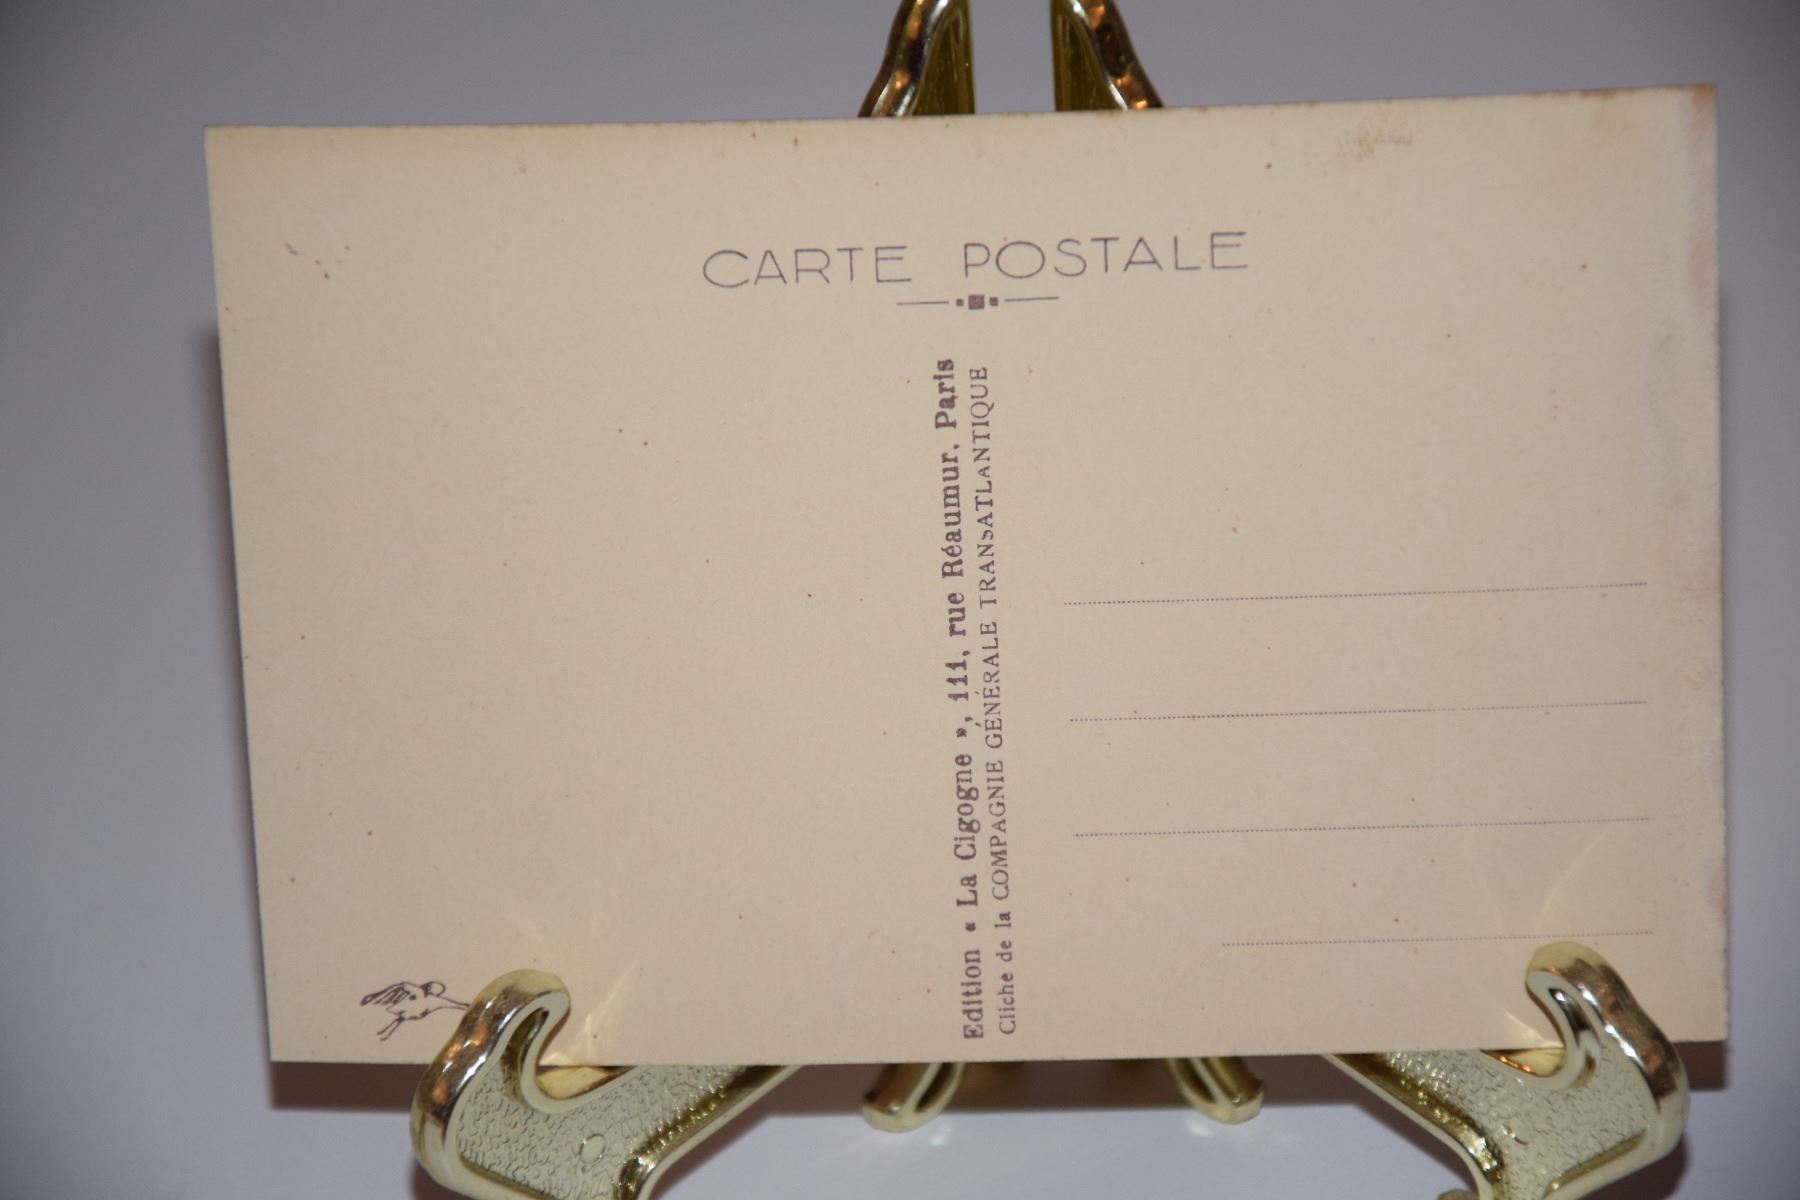 CARTE POSTALE
Edition « La Cigogne », 111, rue Réaumur, Paris
Cliche de la COMPAGNIE GÉNÉRALE TRANSATLANTIQUE